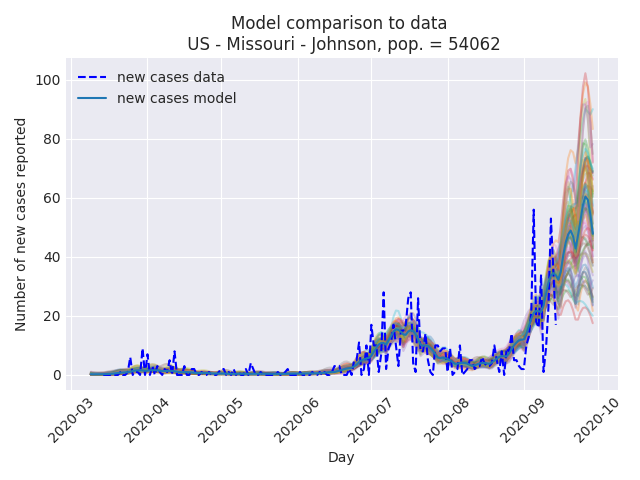 Model comparison to data
US - Missouri - Johnson, pop. = 54062
new cases data
new cases model
Number of new cases reported
100
80
60
40
20
0
2020-03
2020-04
2020-05
2020-06
2020-07
2020-08
2020-09
2020-10
Day